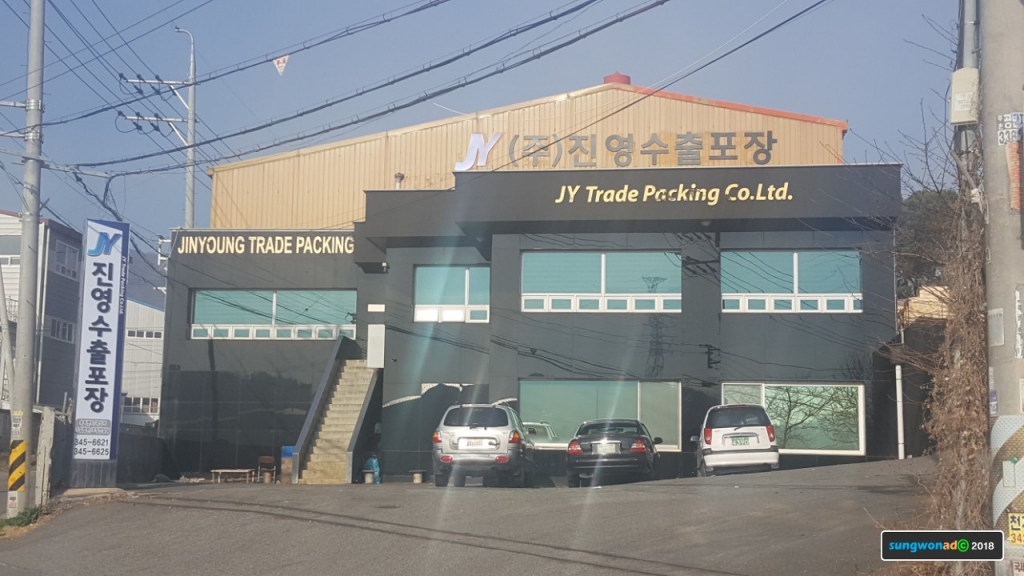 JY (주)진영수출포장
JY Trade Packing Co.Ltd.
JINYOUNG TRADE PACKING
JY
진영수출포장
345-6621
345-6625
sungwonad© 2018